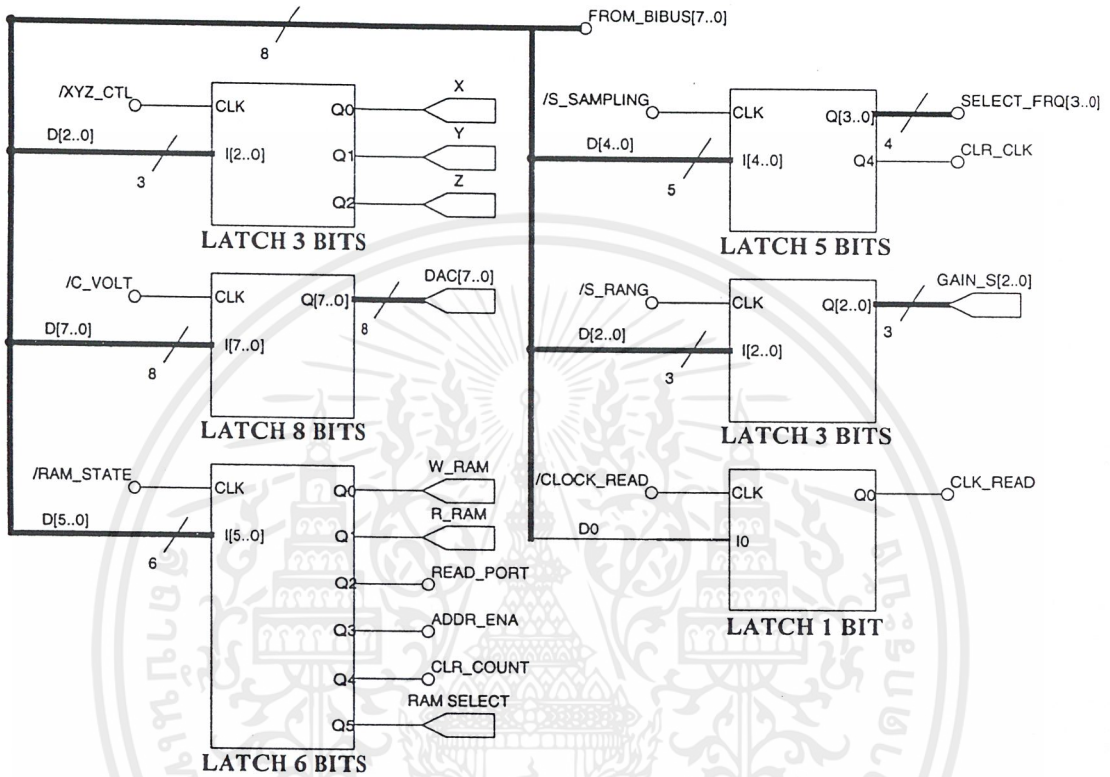 FROM_BIBUS[7..0]
8
/XYZ_CTL
CLK
D[2..0]
3
I[2..0]
Q0
X
Q1
Y
Q2
Z
LATCH 3 BITS
/C_VOLT
CLK
D[7..0]
8
I[7..0]
Q[7..0]
8
DAC[7..0]
LATCH 8 BITS
/RAM_STATE
CLK
D[5..0]
6
I[5..0]
Q0
W_RAM
Q1
R_RAM
Q2
READ_PORT
Q3
ADDR_ENA
Q4
CLR_COUNT
Q5
RAM SELECT
LATCH 6 BITS
/S_SAMPLING
CLK
D[4..0]
5
I[4..0]
Q[3..0]
4
SELECT_FRQ[3..0]
Q4
CLR_CLK
LATCH 5 BITS
/S_RANG
CLK
D[2..0]
3
I[2..0]
Q[2..0]
3
GAIN_S[2..0]
LATCH 3 BITS
/CLOCK_READ
CLK
D0
I0
Q0
CLK_READ
LATCH 1 BIT